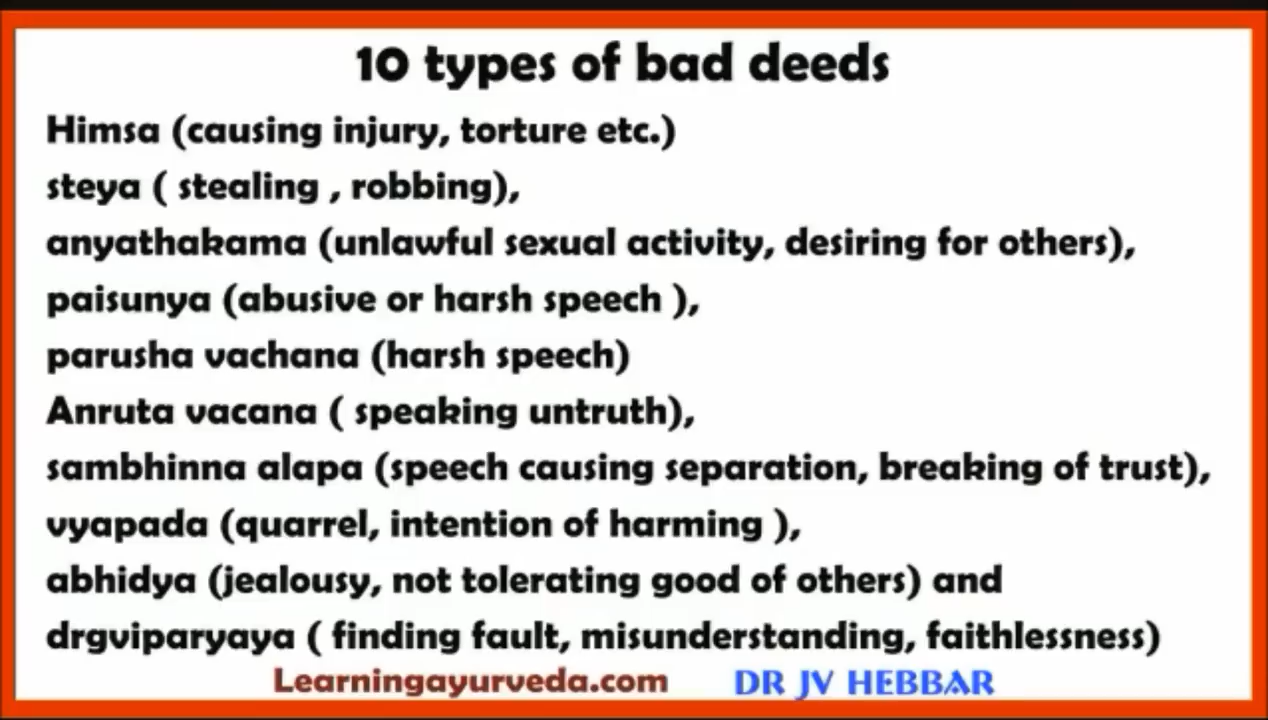 10 types of bad deeds
Himsa (causing injury, torture etc.)
steya ( stealing , robbing),
anyathakama (unlawful sexual activity, desiring for others),
paisunya (abusive or harsh speech ),
parusha vachana (harsh speech)
Anruta vacana ( speaking untruth),
sambhinna alapa (speech causing separation, breaking of trust),
vyapada (quarrel, intention of harming ),
abhidya (jealousy, not tolerating good of others) and
drgviparyaya ( finding fault, misunderstanding, faithlessness)
Learningayurveda.com DR JV HEBBAR